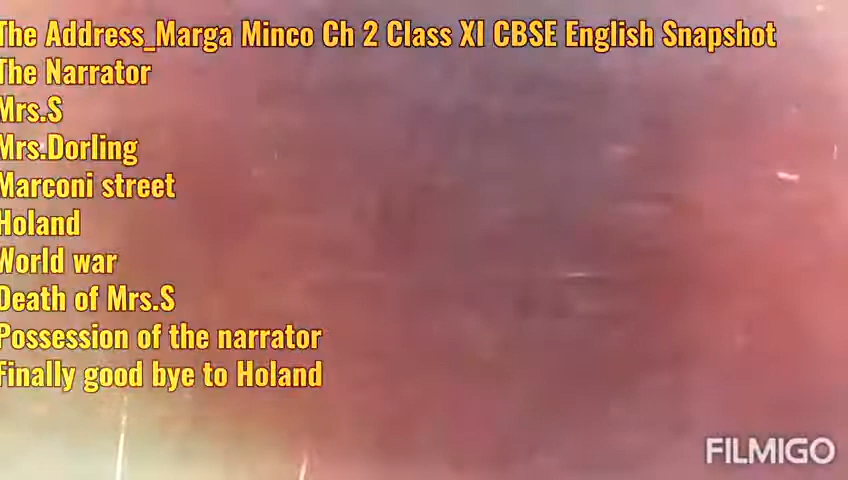 The Address_Marga Minco Ch 2 Class XI CBSE English Snapshot
The Narrator
Mrs.S
Mrs.Dorling
Marconi street
Holand
World war
Death of Mrs.S
Possession of the narrator
Finally good bye to Holand
FILMIGO